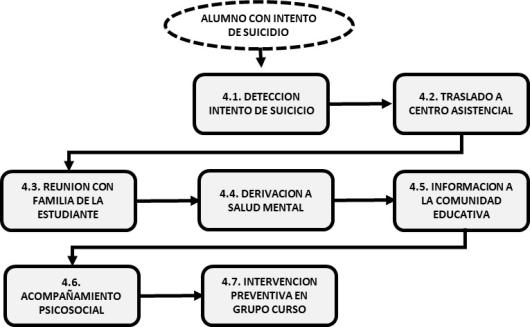 ALUMNO CON INTENTO
DE SUICIDIO
4.1. DETECCION
INTENTO DE SUICICIO
4.2. TRASLADO A
CENTRO ASISTENCIAL
4.3. REUNION CON
FAMILIA DE LA
ESTUDIANTE
4.4. DERIVACION A
SALUD MENTAL
4.5. INFORMACION A
LA COMUNIDAD
EDUCATIVA
4.6.
ACOMPAÑAMIENTO
PSICOSOCIAL
4.7. INTERVENCION
PREVENTIVA EN
GRUPO CURSO